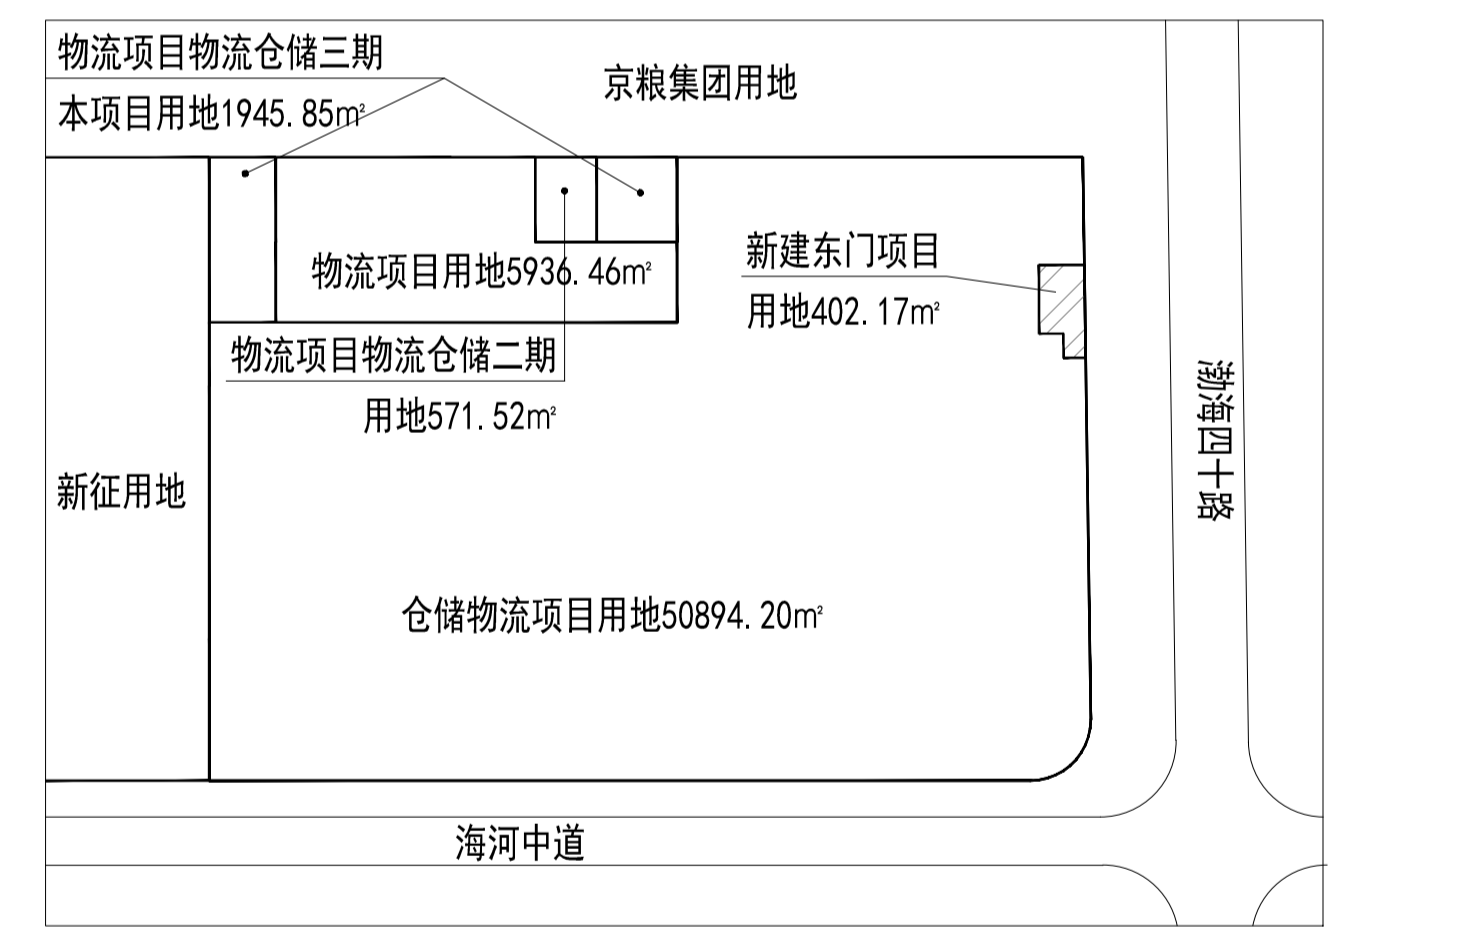 物流项目物流仓储三期
本项目用地1945.85m²
京粮集团用地
新建东门项目
用地402.17m²
物流项目用地5936.46m²
物流项目物流仓储二期
用地571.52m²
渤海四十路
新征用地
仓储物流项目用地50894.20m²
海河中道